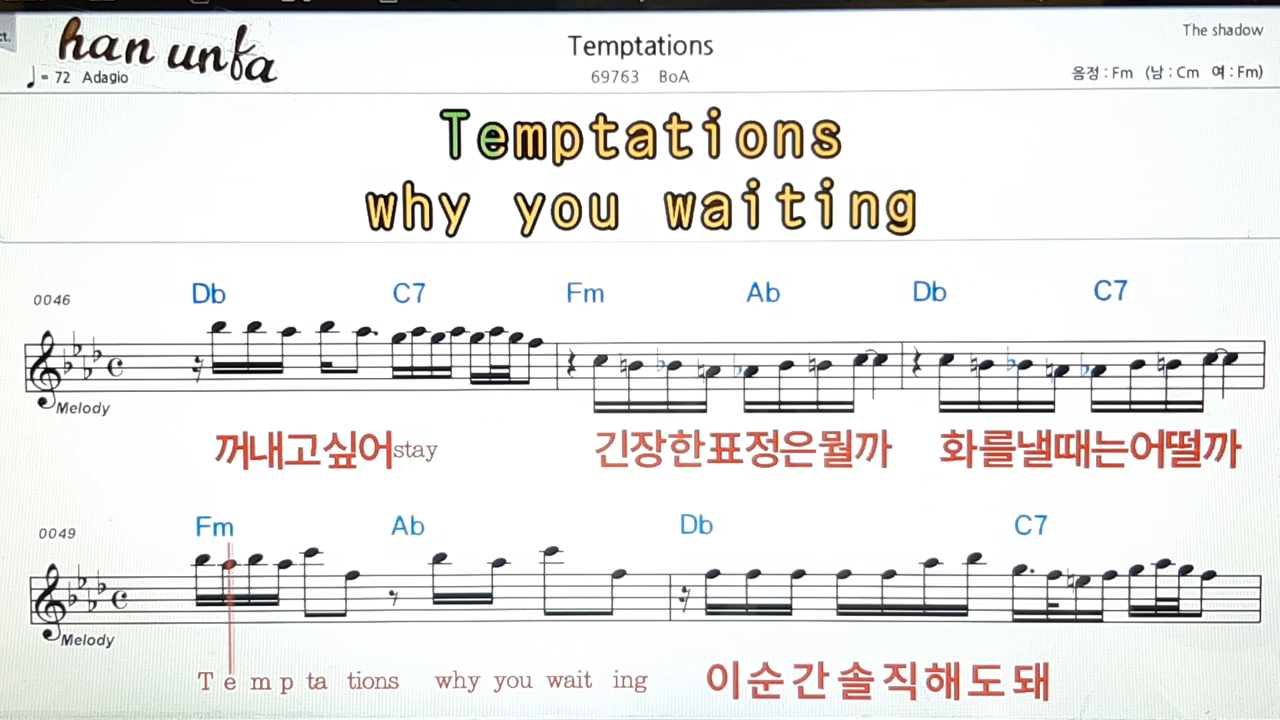 ct.
han unfa
The shadow
Temptations
♩= 72 Adagio
69763 BoA
음정 : Fm (남 : Cm 여 : Fm)
Temptations
why you waiting
0046
Db C7 Fm Ab Db C7
Melody
꺼내고싶어stay 긴장한표정은뭘까 화를낼때는어떨까
0049
Fm Ab Db C7
Melody
T e m p ta tions why you wait ing 이순간솔직해도돼